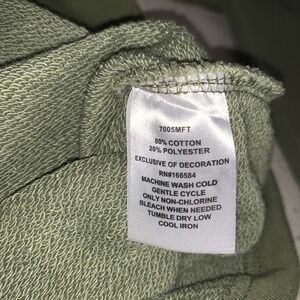 7005MFT
80% COTTON
20% POLYESTER
EXCLUSIVE OF DECORATION
RN#166584
MACHINE WASH COLD
GENTLE CYCLE
ONLY NON-CHLORINE
BLEACH WHEN NEEDED
TUMBLE DRY LOW
COOL IRON